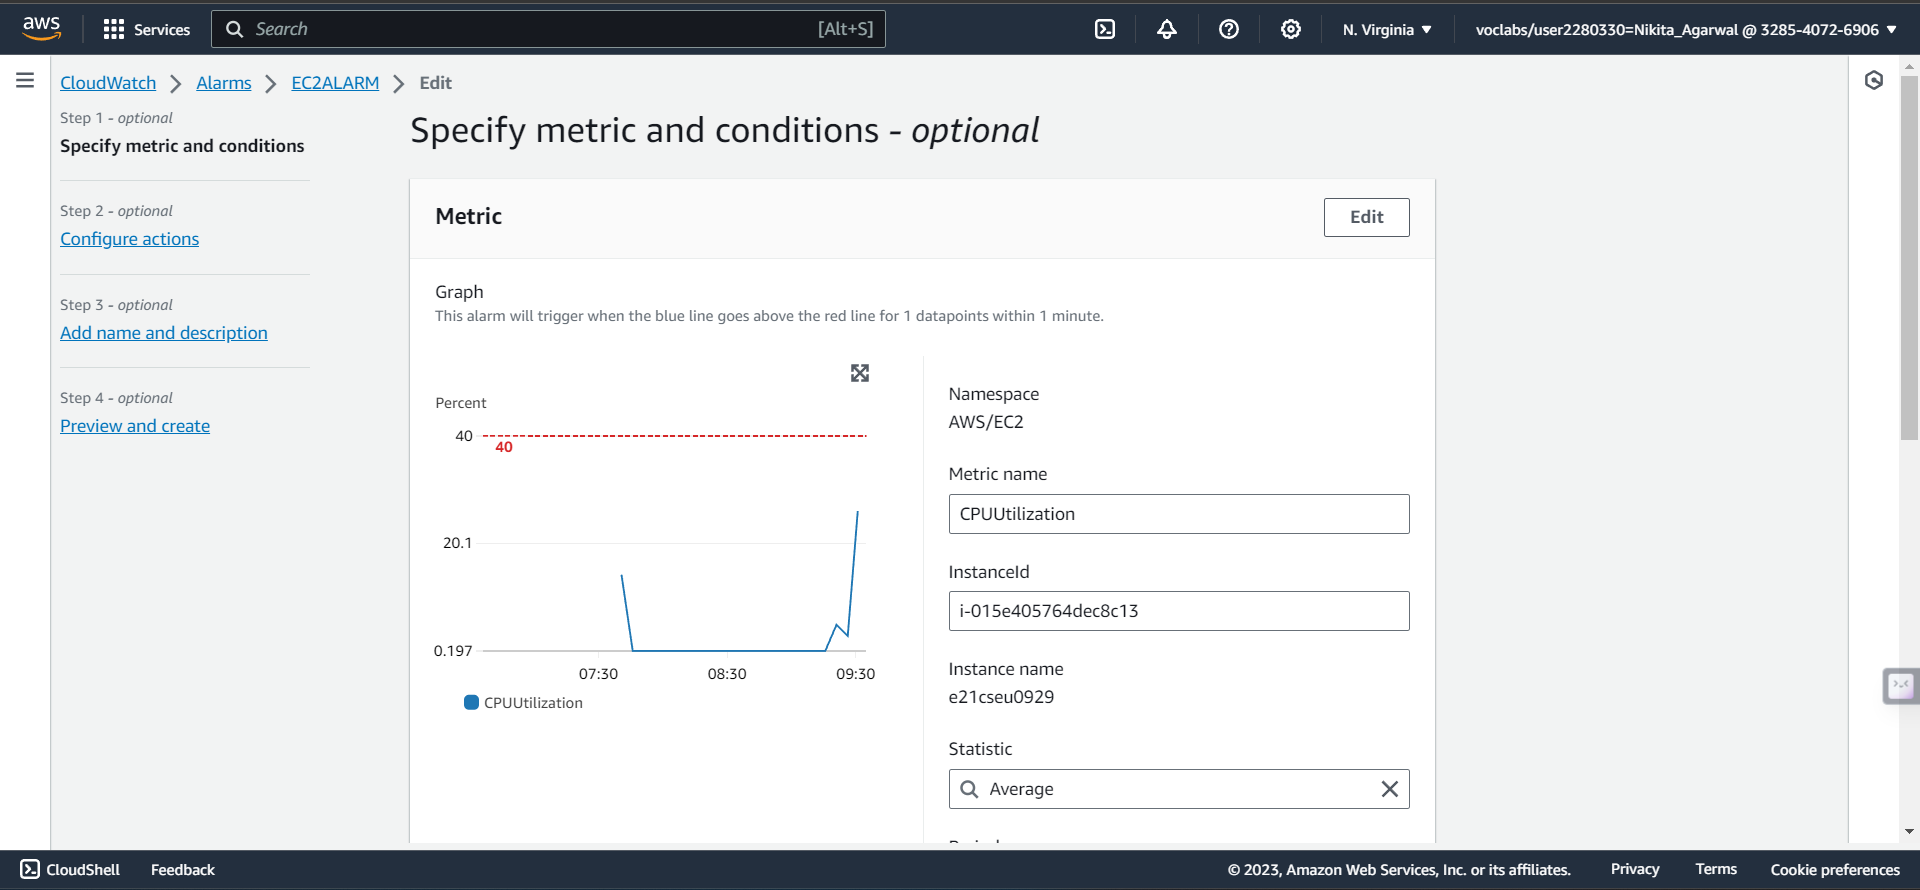 aws
Services
Search
[Alt+S]
N. Virginia
voclabs/user2280330=Nikita_Agarwal @ 3285-4072-6906
CloudWatch
Alarms
EC2ALARM
Edit
Step 1 - optional
Specify metric and conditions
Step 2 - optional
Configure actions
Step 3 - optional
Add name and description
Step 4 - optional
Preview and create
Specify metric and conditions - optional
Metric
Edit
Graph
This alarm will trigger when the blue line goes above the red line for 1 datapoints within 1 minute.
Percent
40
40
20.1
0.197
07:30
08:30
09:30
CPUUtilization
Namespace
AWS/EC2
Metric name
CPUUtilization
InstanceId
i-015e405764dec8c13
Instance name
e21cseu0929
Statistic
Average
CloudShell
Feedback
© 2023, Amazon Web Services, Inc. or its affiliates.
Privacy
Terms
Cookie preferences